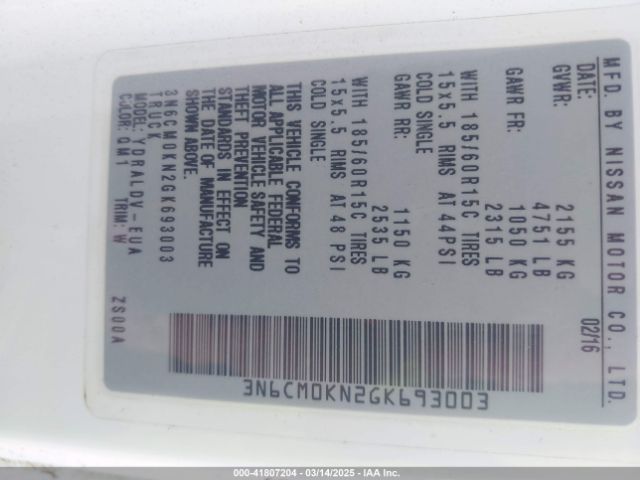 MFD. BY NISSAN MOTOR CO., LTD.
DATE: 02/16
GVWR: 2155 KG
4751 LB
GAWR FR: 1050 KG
2315 LB
WITH 185/60R15C TIRES
15x5.5 RIMS AT 44PSI
COLD SINGLE
GAWR RR: 1150 KG
2535 LB
WITH 185/60R15C TIRES
15x5.5 RIMS AT 48 PSI
COLD SINGLE
THIS VEHICLE CONFORMS TO
ALL APPLICABLE FEDERAL
MOTOR VEHICLE SAFETY AND
THEFT PREVENTION
STANDARDS IN EFFECT ON
THE DATE OF MANUFACTURE
SHOWN ABOVE.
3N6CM0KN2GK693003
TRUCK
MODEL: YDRALDV-EUA
COLOR: QM1 TRIM: W
ZS00A
3N6CM0KN2GK693003
000-41807204 - 03/14/2025 - IAA Corp.